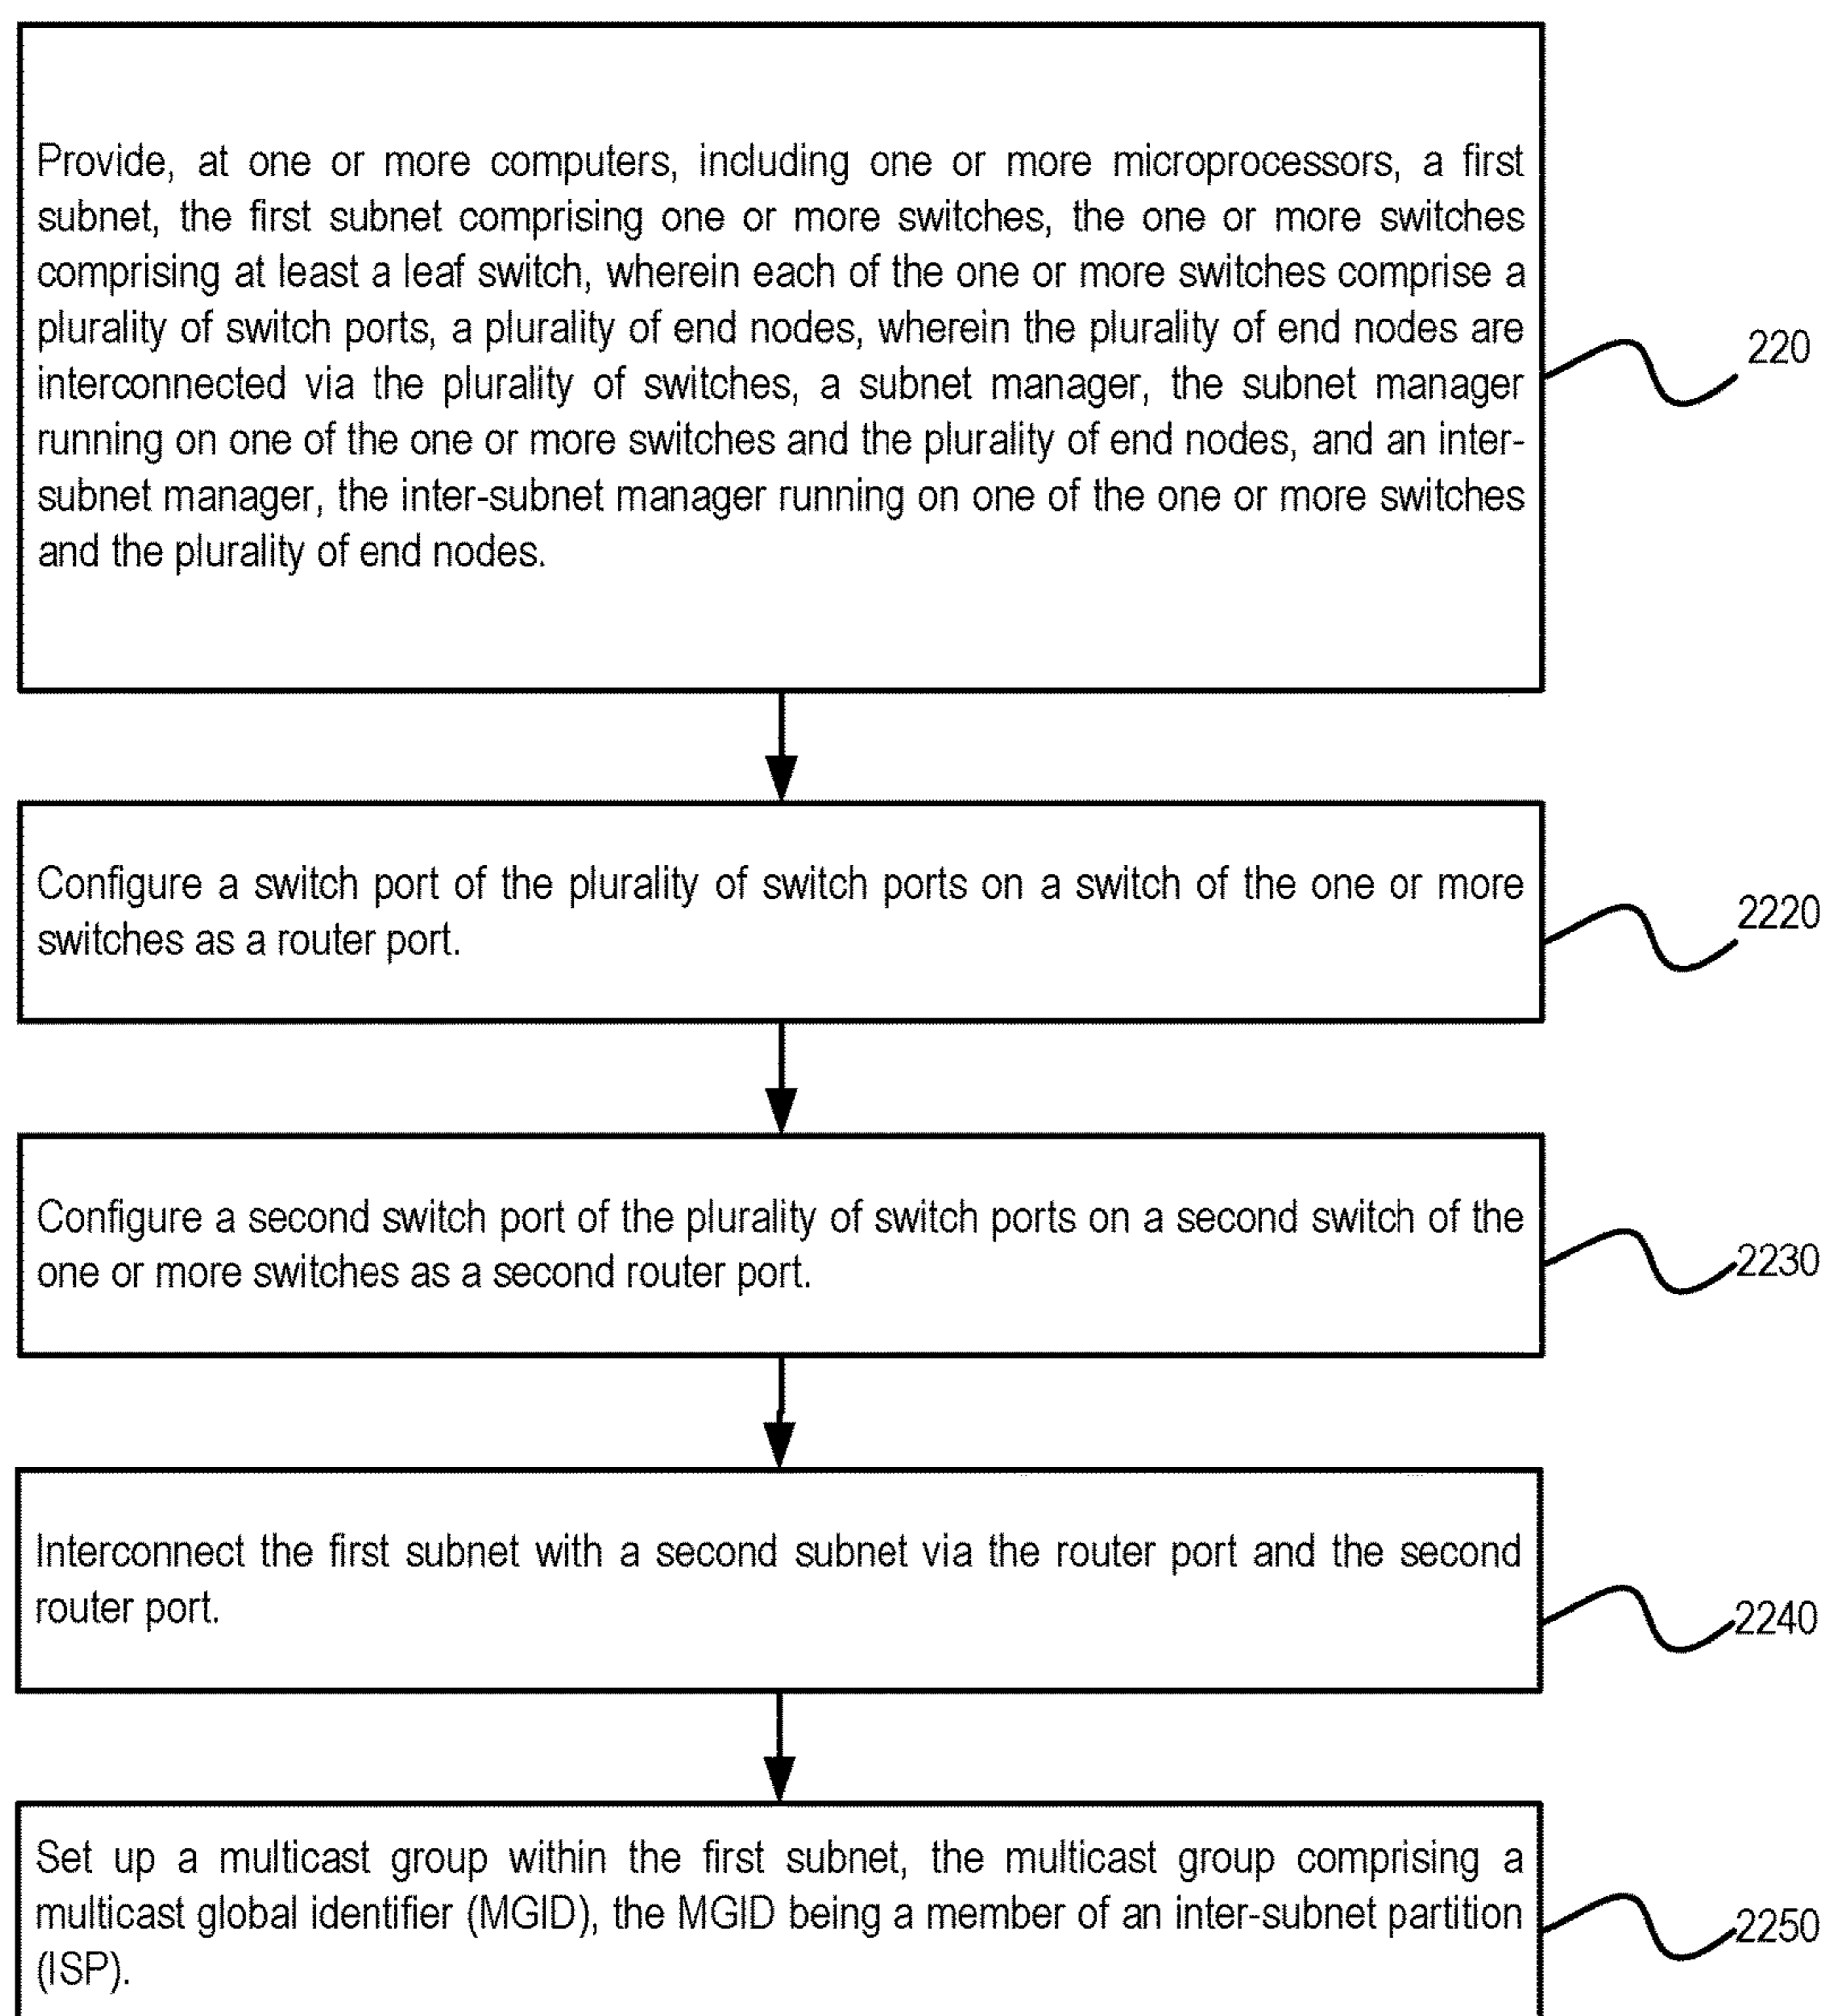 Provide, at one or more computers, including one or more microprocessors, a first
subnet, the first subnet comprising one or more switches, the one or more switches
comprising at least a leaf switch, wherein each of the one or more switches comprise a
plurality of switch ports, a plurality of end nodes, wherein the plurality of end nodes are
interconnected via the plurality of switches, a subnet manager, the subnet manager
running on one of the one or more switches and the plurality of end nodes, and an inter-
subnet manager, the inter-subnet manager running on one of the one or more switches
and the plurality of end nodes.
220
Configure a switch port of the plurality of switch ports on a switch of the one or more
switches as a router port.
2220
Configure a second switch port of the plurality of switch ports on a second switch of the
one or more switches as a second router port.
2230
Interconnect the first subnet with a second subnet via the router port and the second
router port.
2240
Set up a multicast group within the first subnet, the multicast group comprising a
multicast global identifier (MGID), the MGID being a member of an inter-subnet partition
(ISP).
2250